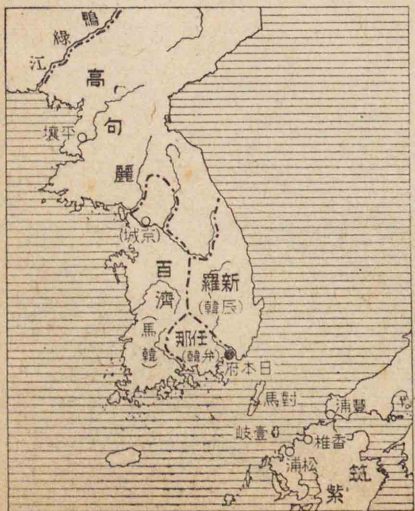 鴨綠江
高句麗
平壤
(京城)
百濟
(馬韓)
新羅
(辰韓)
任那
(弁韓)
日本府
對馬
壹岐
豐浦
香椎
松浦
筑紫